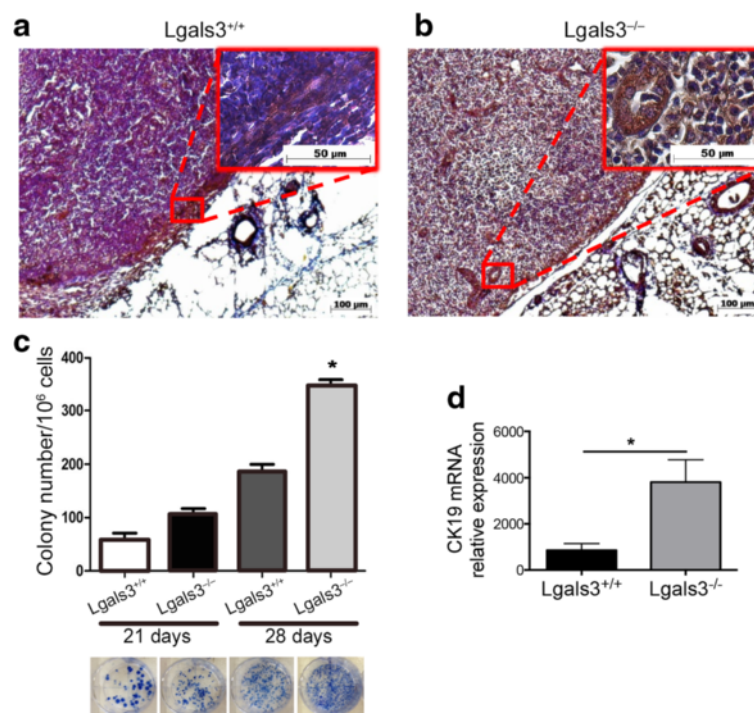 a
Lgals3+/+
50 µm
100 µm
b
Lgals3–/–
50 µm
100 µm
c
Colony number/10⁶ cells
400
300
200
100
0
*
Lgals3+/+
Lgals3–/–
Lgals3+/+
Lgals3–/–
21 days
28 days
d
CK19 mRNA
relative expression
6000
4000
2000
0
*
Lgals3+/+
Lgals3-/-